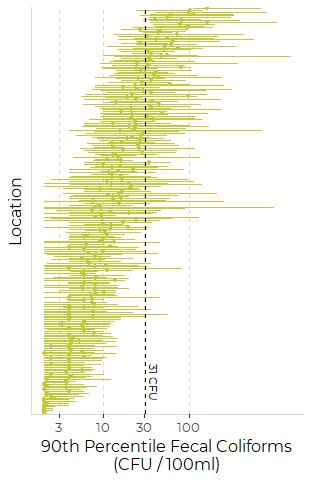 Location
31 CFU
3 10 30 100
90th Percentile Fecal Coliforms
(CFU / 100ml)